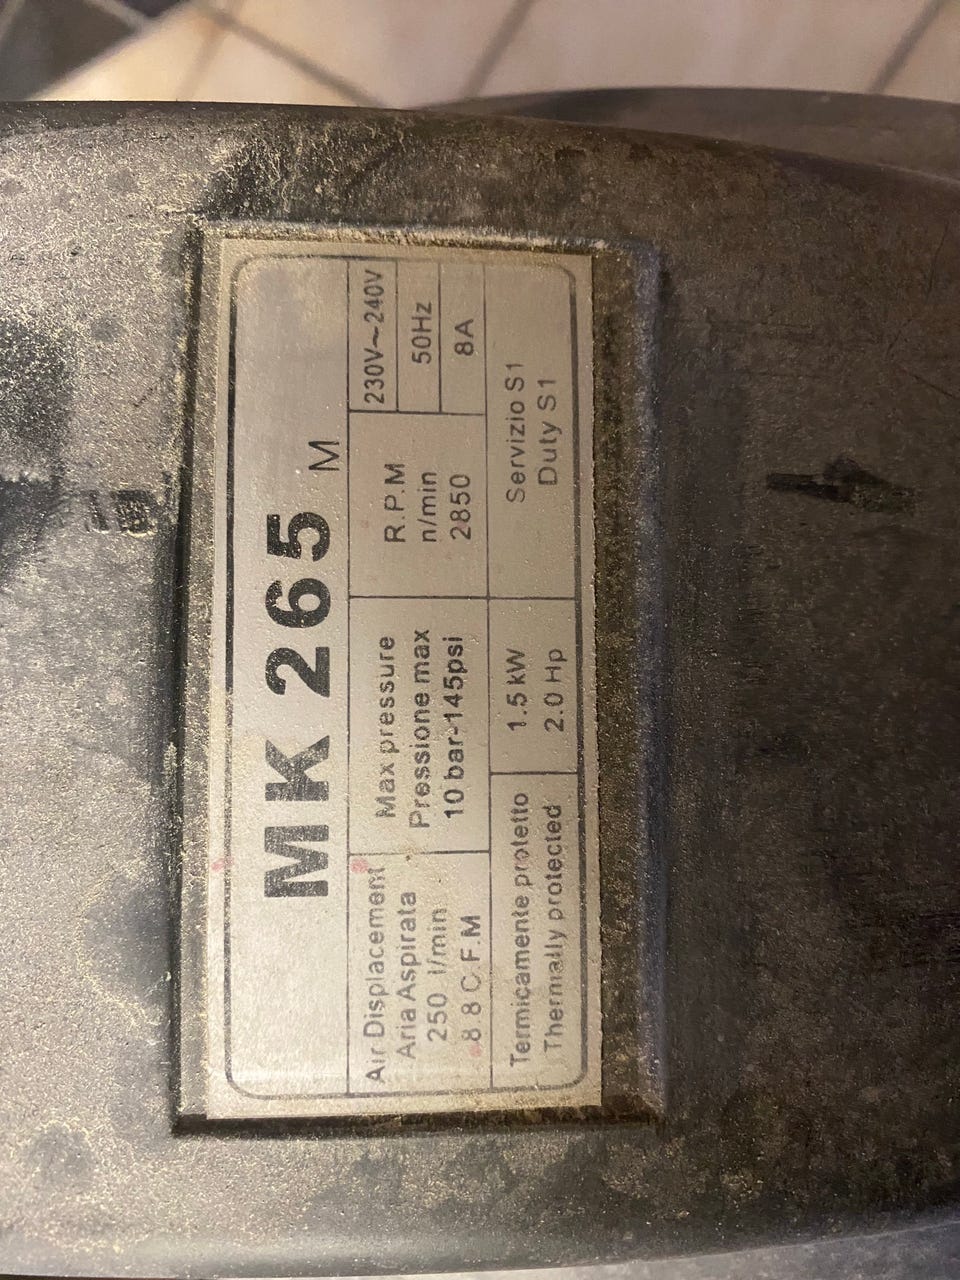 MK 265
M
Air Displacement
Aria Aspirata
250 l/min
8 8 C F.M
Max pressure
Pressione max
10 bar-145psi
R.P.M
n/min
2850
230V~240V
50Hz
8A
Termicamente protetto
Thermally protected
1.5 kW
2.0 Hp
Servizio S1
Duty S1